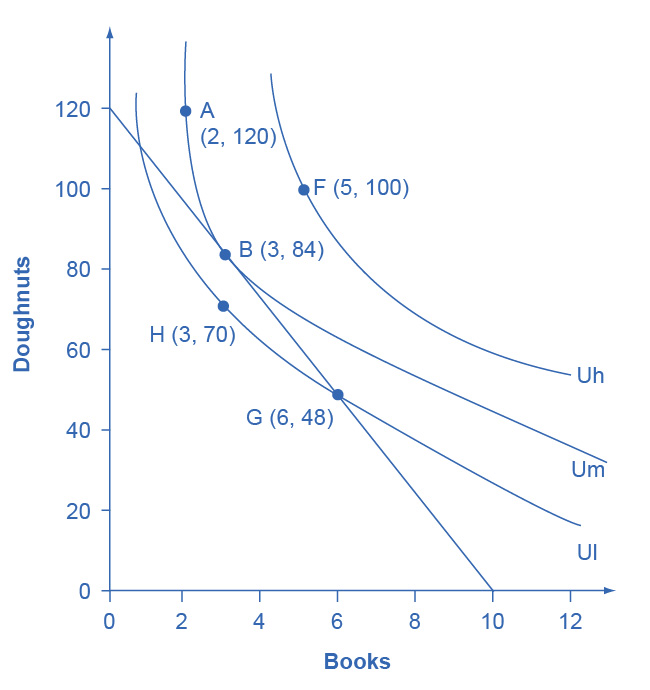 120
100
80
60
40
20
0
Doughnuts
A
(2, 120)
F (5, 100)
B (3, 84)
H (3, 70)
G (6, 48)
Uh
Um
Ul
0 2 4 6 8 10 12
Books